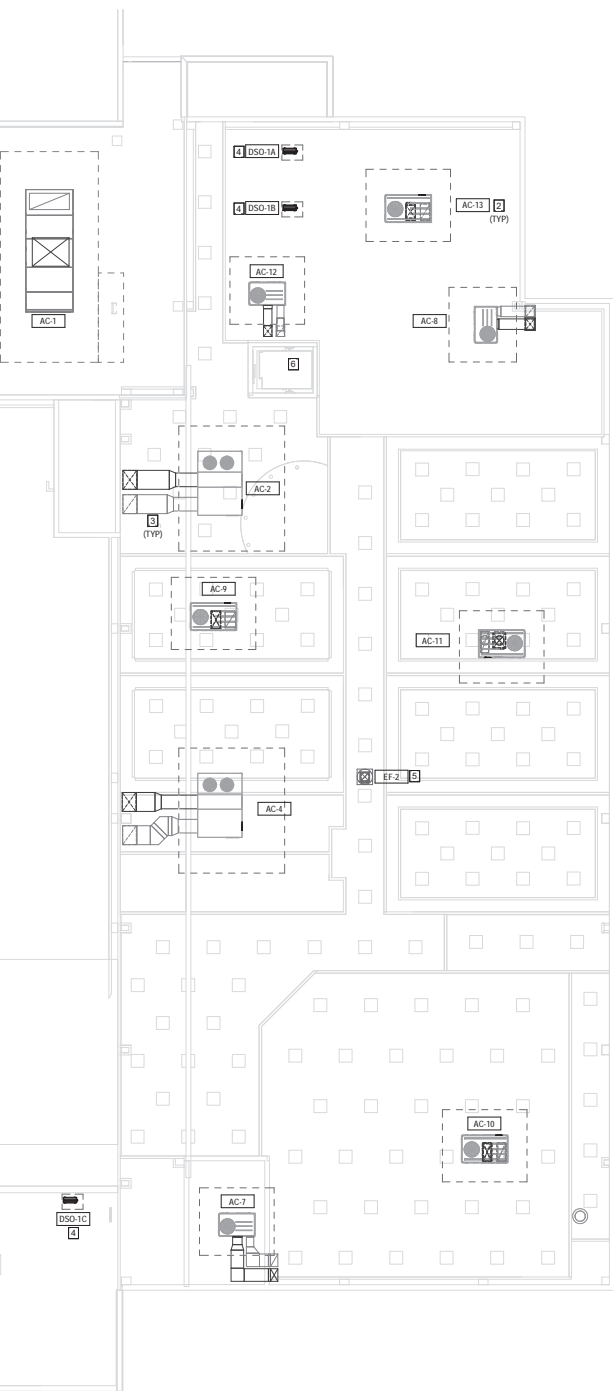 4 DSO-1A
AC-13 2
(TYP)
4 DSO-1B
AC-12
AC-1
AC-8
6
AC-2
3
(TYP)
AC-9
AC-11
EF-2 5
AC-4
AC-10
AC-7
DSO-1C
4